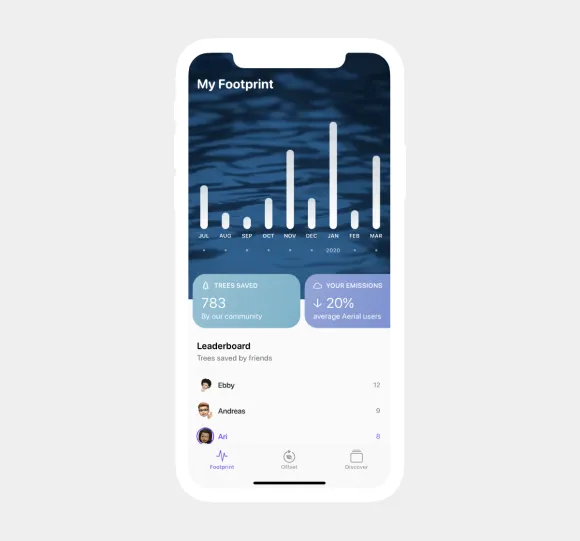 My Footprint
JUL AUG SEP OCT NOV DEC JAN FEB MAR
2020
TREES SAVED
783
By our community
YOUR EMISSIONS
↓ 20%
average Aerial users
Leaderboard
Trees saved by friends
Ebby 12
Andreas 9
Ari 8
Footprint Offset Discover